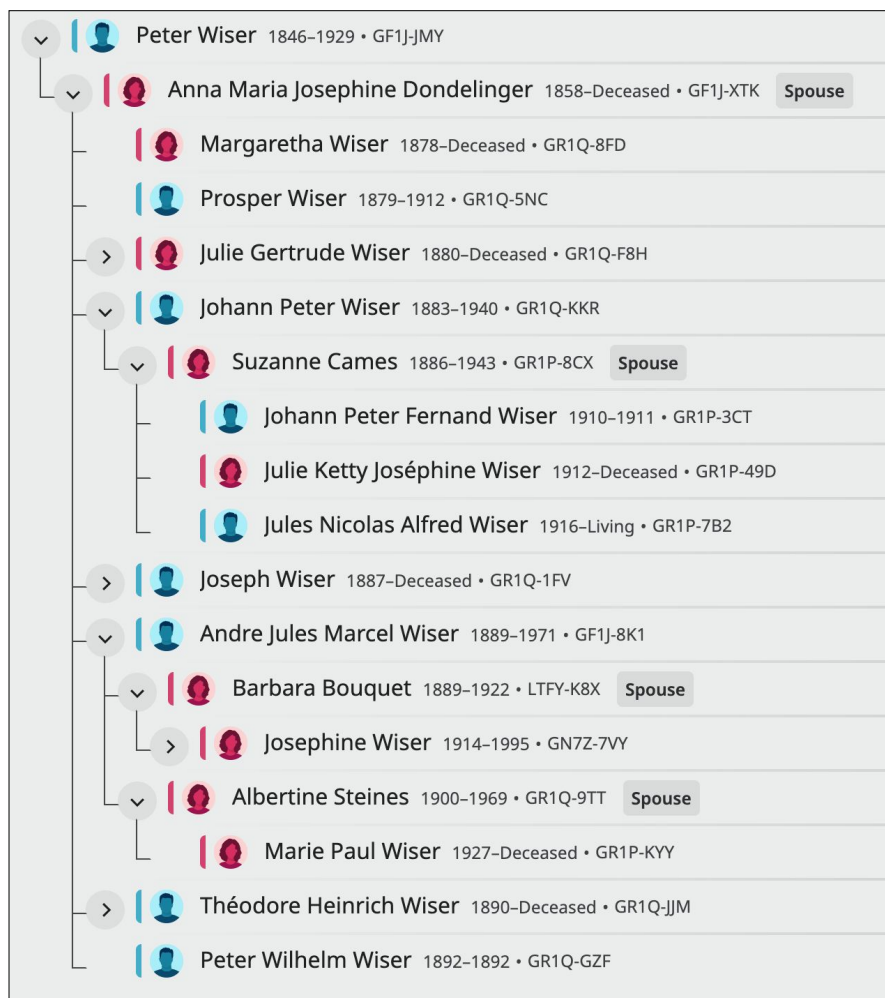 Peter Wiser 1846–1929 • GF1J-JMY
Anna Maria Josephine Dondelinger 1858–Deceased • GF1J-XTK Spouse
Margaretha Wiser 1878–Deceased • GR1Q-8FD
Prosper Wiser 1879–1912 • GR1Q-5NC
Julie Gertrude Wiser 1880–Deceased • GR1Q-F8H
Johann Peter Wiser 1883–1940 • GR1Q-KKR
Suzanne Cames 1886–1943 • GR1P-8CX Spouse
Johann Peter Fernand Wiser 1910–1911 • GR1P-3CT
Julie Ketty Joséphine Wiser 1912–Deceased • GR1P-49D
Jules Nicolas Alfred Wiser 1916–Living • GR1P-7B2
Joseph Wiser 1887–Deceased • GR1Q-1FV
Andre Jules Marcel Wiser 1889–1971 • GF1J-8K1
Barbara Bouquet 1889–1922 • LTFY-K8X Spouse
Josephine Wiser 1914–1995 • GN7Z-7VY
Albertine Steines 1900–1969 • GR1Q-9TT Spouse
Marie Paul Wiser 1927–Deceased • GR1P-KYY
Théodore Heinrich Wiser 1890–Deceased • GR1Q-JJM
Peter Wilhelm Wiser 1892–1892 • GR1Q-GZF